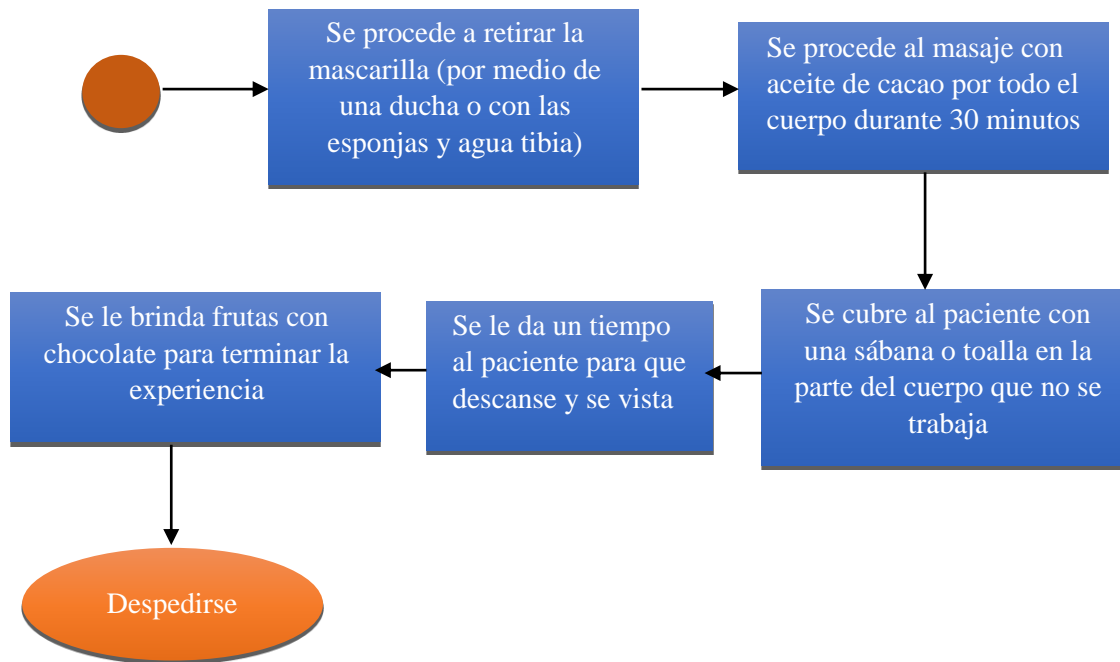 Se procede a retirar la
mascarilla (por medio de
una ducha o con las
esponjas y agua tibia)
Se procede al masaje con
aceite de cacao por todo el
cuerpo durante 30 minutos
Se cubre al paciente con
una sábana o toalla en la
parte del cuerpo que no se
trabaja
Se le da un tiempo
al paciente para que
descanse y se vista
Se le brinda frutas con
chocolate para terminar la
experiencia
Despedirse